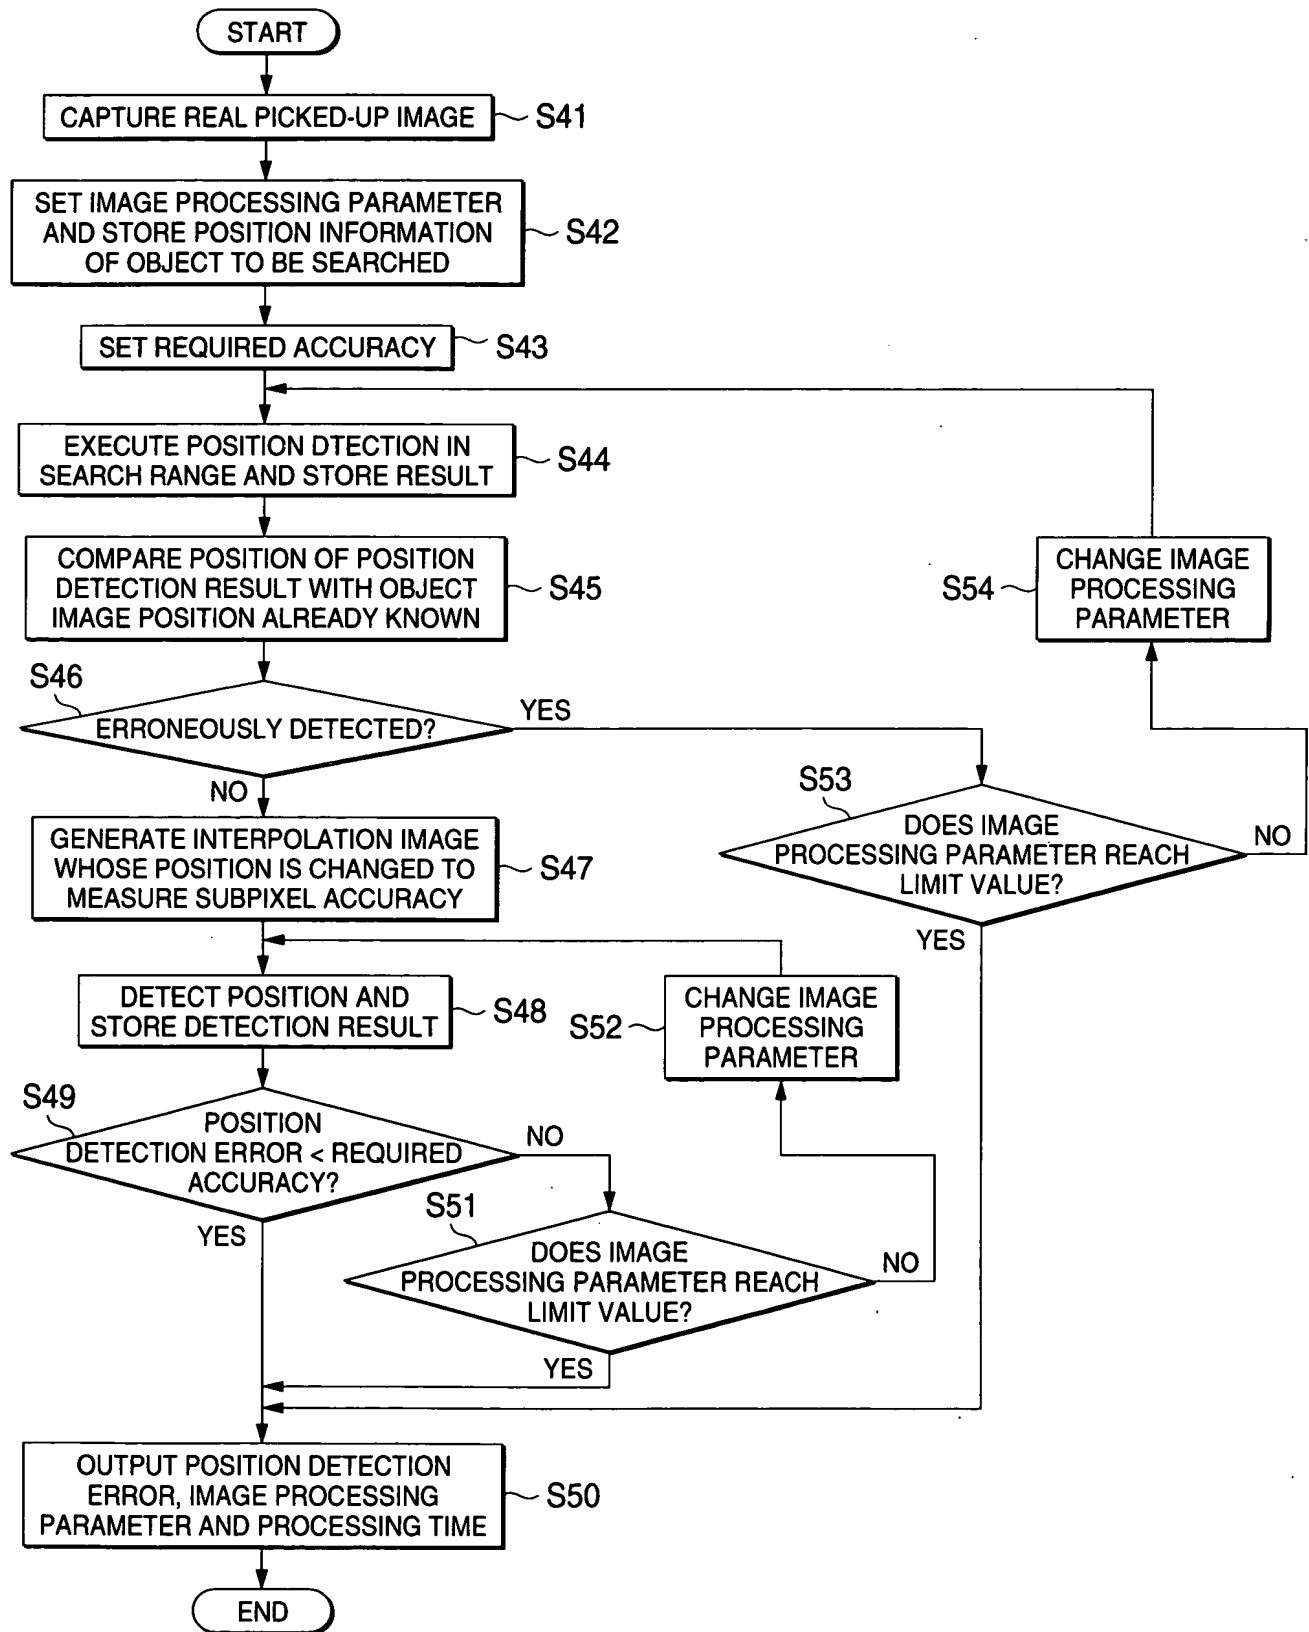 START
CAPTURE REAL PICKED-UP IMAGE
S41
SET IMAGE PROCESSING PARAMETER
AND STORE POSITION INFORMATION
OF OBJECT TO BE SEARCHED
S42
SET REQUIRED ACCURACY
S43
EXECUTE POSITION DTECTION IN
SEARCH RANGE AND STORE RESULT
S44
COMPARE POSITION OF POSITION
DETECTION RESULT WITH OBJECT
IMAGE POSITION ALREADY KNOWN
S45
S54
CHANGE IMAGE
PROCESSING
PARAMETER
S46
ERRONEOUSLY DETECTED?
YES
NO
S53
DOES IMAGE
PROCESSING PARAMETER REACH
LIMIT VALUE?
NO
YES
GENERATE INTERPOLATION IMAGE
WHOSE POSITION IS CHANGED TO
MEASURE SUBPIXEL ACCURACY
S47
DETECT POSITION AND
STORE DETECTION RESULT
S48
S52
CHANGE IMAGE
PROCESSING
PARAMETER
S49
POSITION
DETECTION ERROR < REQUIRED
ACCURACY?
NO
YES
S51
DOES IMAGE
PROCESSING PARAMETER REACH
LIMIT VALUE?
NO
YES
OUTPUT POSITION DETECTION
ERROR, IMAGE PROCESSING
PARAMETER AND PROCESSING TIME
S50
END